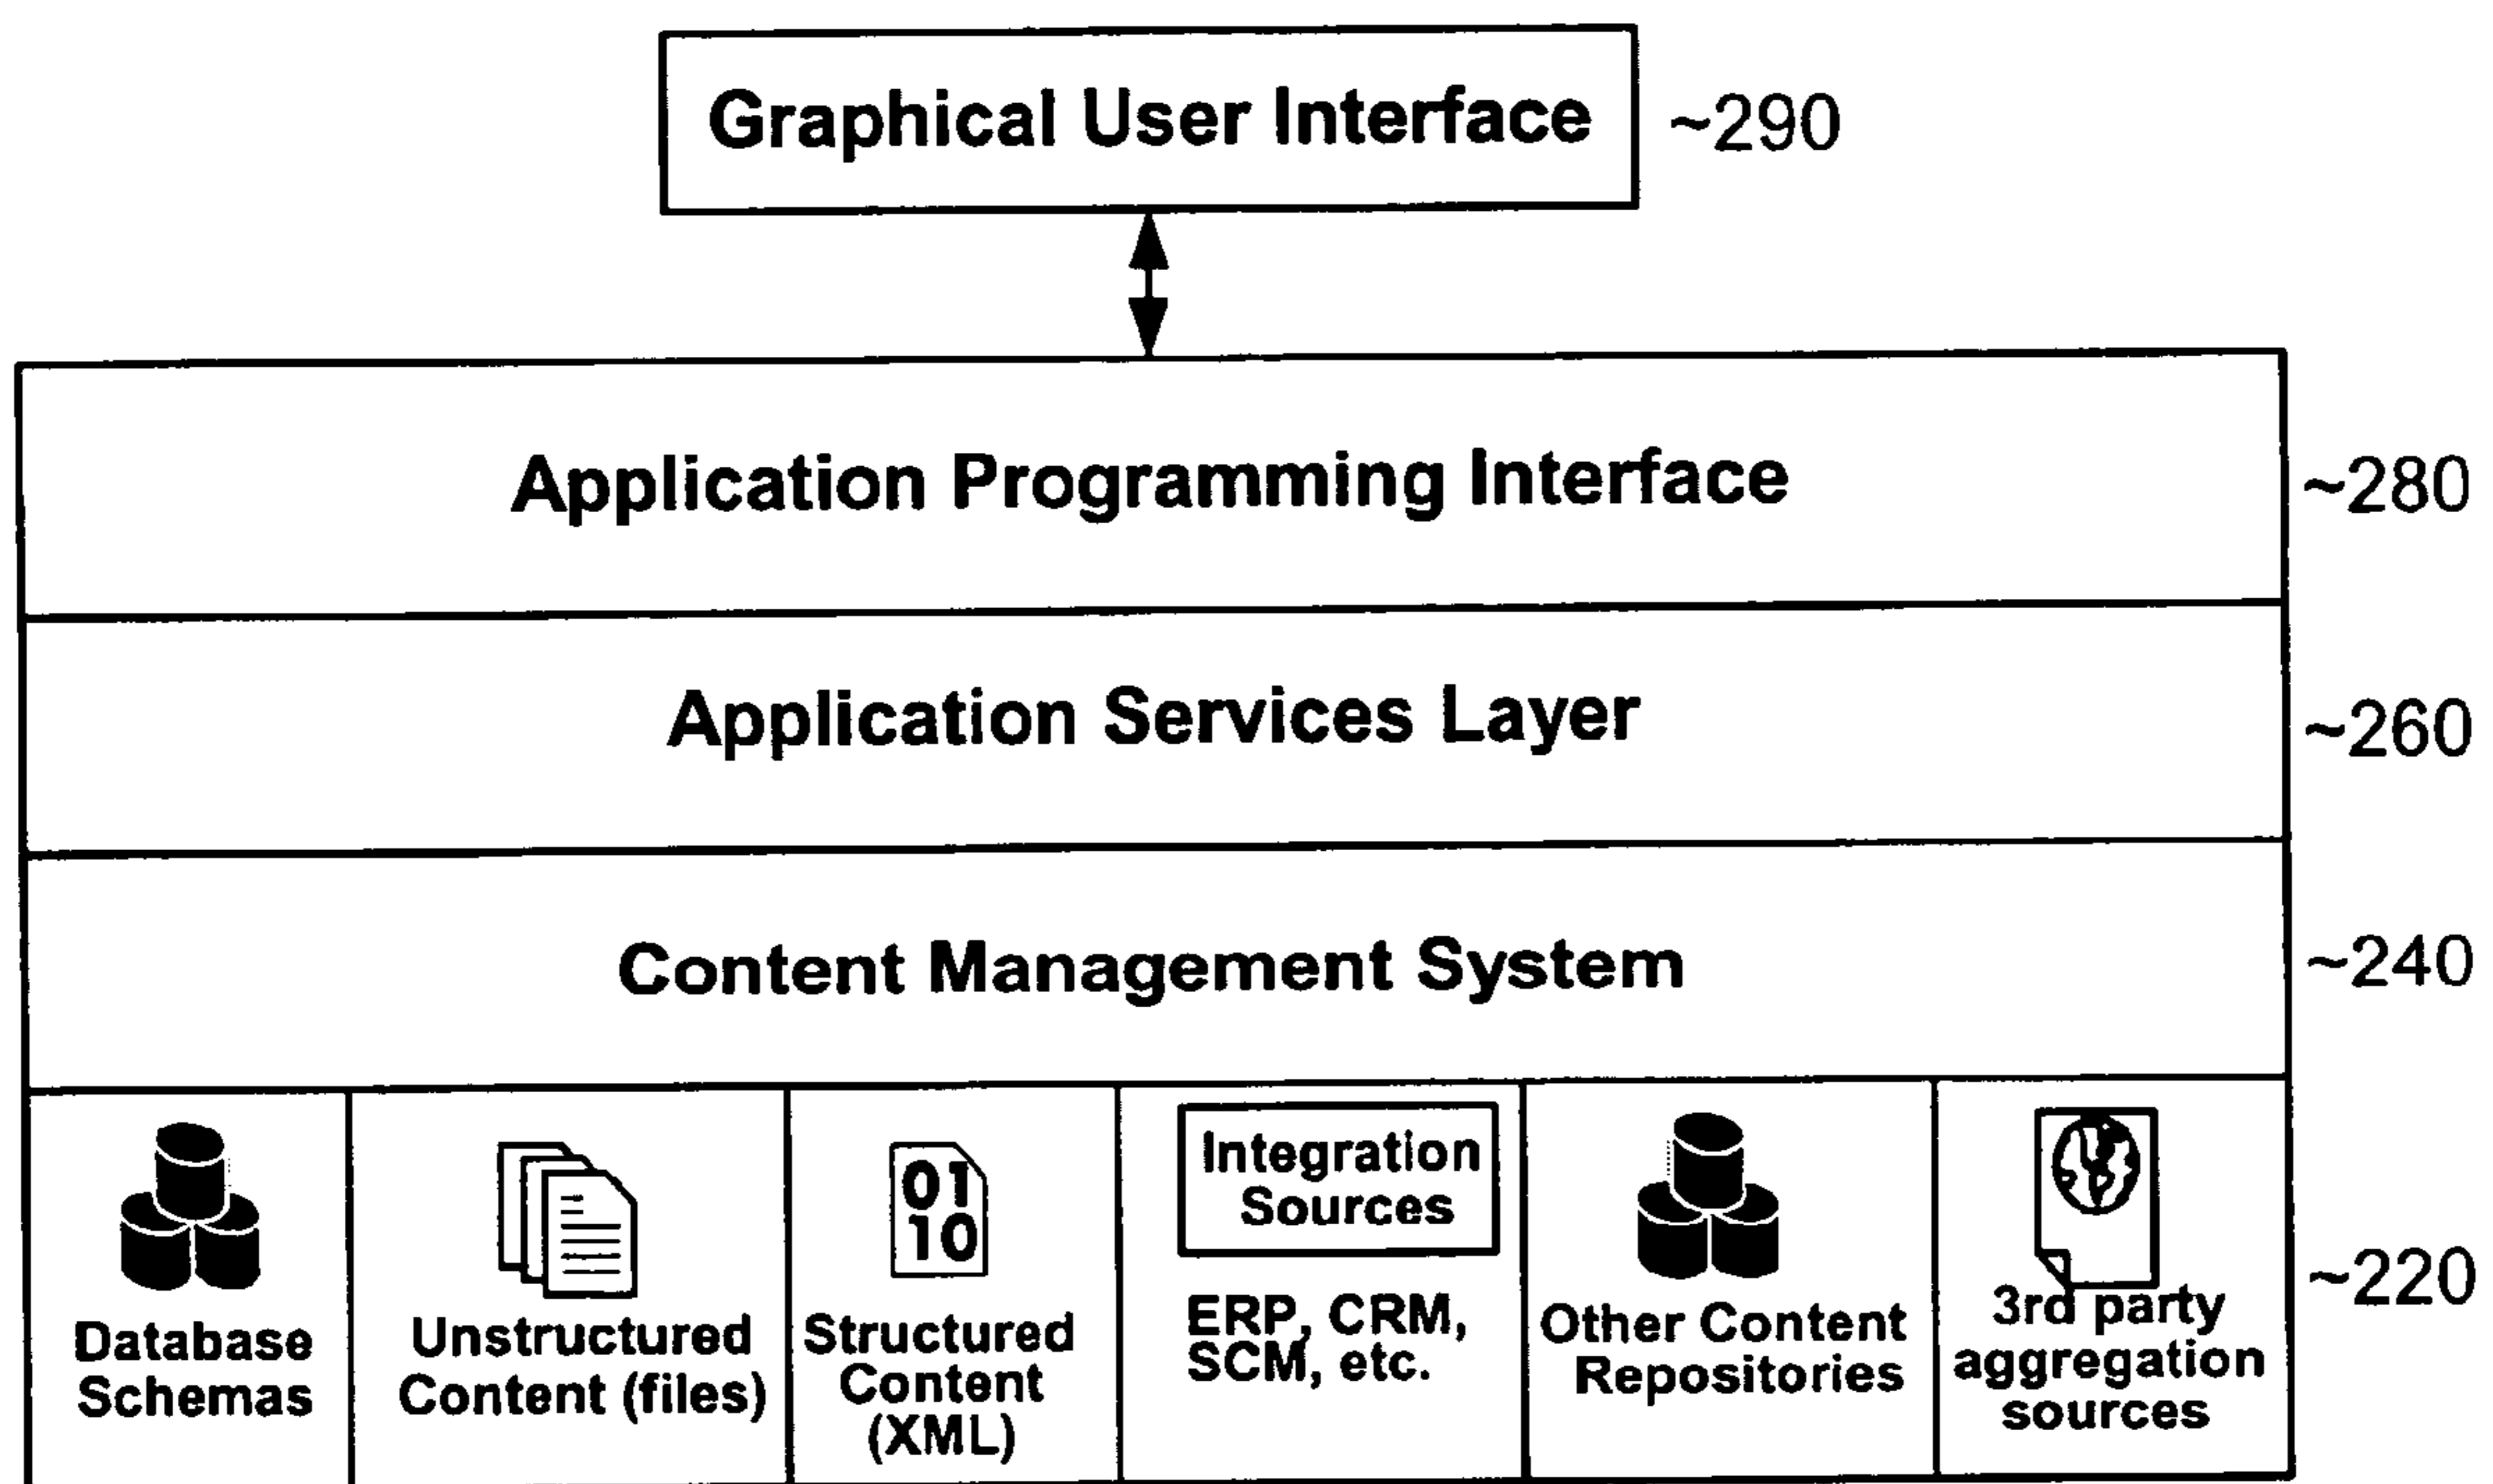 Graphical User Interface ~290
Application Programming Interface ~280
Application Services Layer ~260
Content Management System ~240
Database
Schemas
Unstructured
Content (files)
01
10
Structured
Content
(XML)
Integration
Sources
ERP, CRM,
SCM, etc.
Other Content
Repositories
3rd party
aggregation
sources
~220